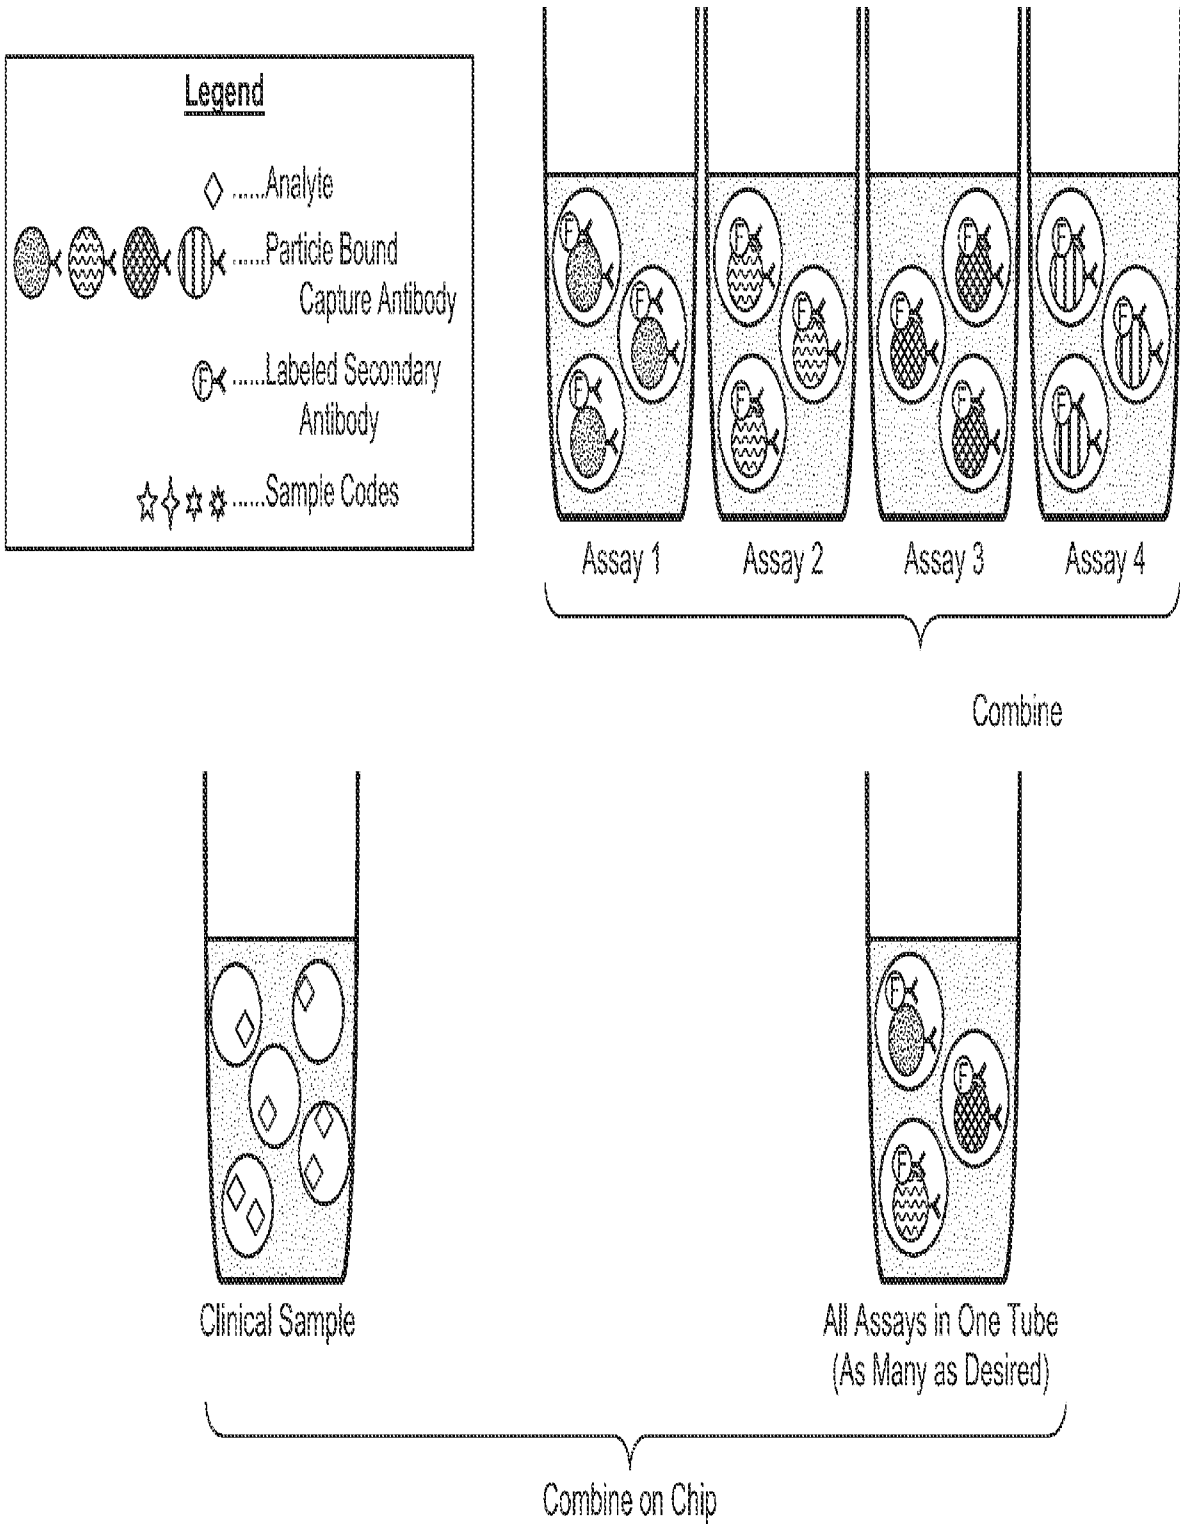 Legend
......Analyte
......Particle Bound
Capture Antibody
F ......Labeled Secondary
Antibody
......Sample Codes
F
F
F
F
F
F
F
F
F
F
F
F
Assay 1
Assay 2
Assay 3
Assay 4
Combine
F
F
F
Clinical Sample
All Assays in One Tube
(As Many as Desired)
Combine on Chip